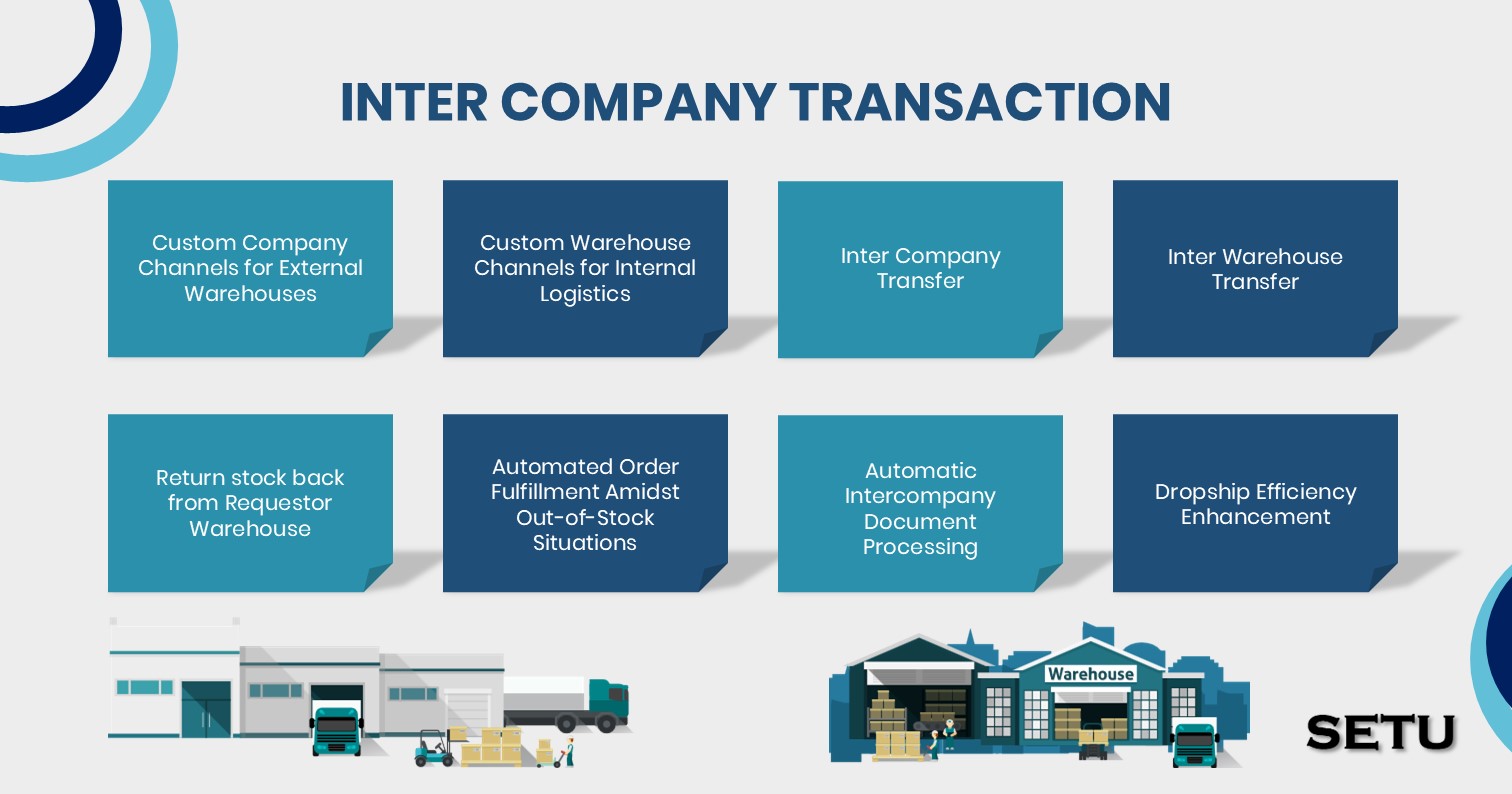 INTER COMPANY TRANSACTION
Custom Company
Channels for External
Warehouses
Custom Warehouse
Channels for Internal
Logistics
Inter Company
Transfer
Inter Warehouse
Transfer
Return stock back
from Requestor
Warehouse
Automated Order
Fulfillment Amidst
Out-of-Stock
Situations
Automatic
Intercompany
Document
Processing
Dropship Efficiency
Enhancement
Warehouse
SETU